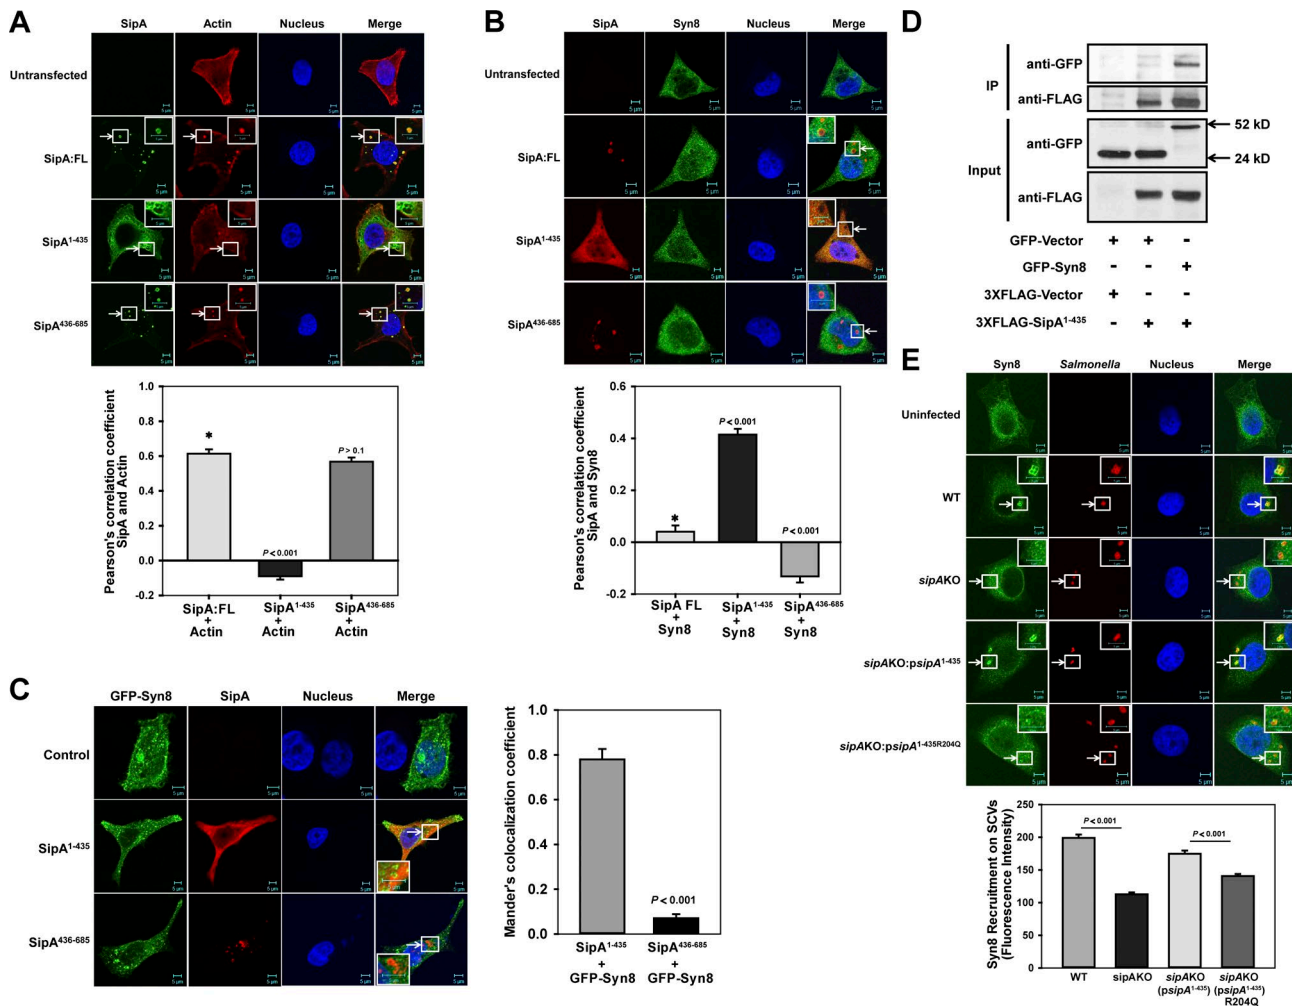 A
SipA Actin Nucleus Merge
Untransfected
SipA:FL
SipA¹⁻⁴³⁵
SipA⁴³⁶⁻⁶⁸⁵
5 µm
Pearson's correlation coefficient
SipA and Actin
1.0
0.8
0.6
0.4
0.2
0.0
-0.2
*
P < 0.001
P > 0.1
SipA:FL + Actin
SipA¹⁻⁴³⁵ + Actin
SipA⁴³⁶⁻⁶⁸⁵ + Actin
B
SipA Syn8 Nucleus Merge
Untransfected
SipA:FL
SipA¹⁻⁴³⁵
SipA⁴³⁶⁻⁶⁸⁵
5 µm
Pearson's correlation coefficient
SipA and Syn8
0.6
0.4
0.2
0.0
-0.2
*
P < 0.001
P < 0.001
SipA FL + Syn8
SipA¹⁻⁴³⁵ + Syn8
SipA⁴³⁶⁻⁶⁸⁵ + Syn8
C
GFP-Syn8 SipA Nucleus Merge
Control
SipA¹⁻⁴³⁵
SipA⁴³⁶⁻⁶⁸⁵
5 µm
Mander's colocalization coefficient
1.0
0.8
0.6
0.4
0.2
0.0
P < 0.001
SipA¹⁻⁴³⁵ + GFP-Syn8
SipA⁴³⁶⁻⁶⁸⁵ + GFP-Syn8
D
IP
anti-GFP
anti-FLAG
Input
anti-GFP
52 kD
24 kD
anti-FLAG
GFP-Vector + + -
GFP-Syn8 - - +
3XFLAG-Vector + - -
3XFLAG-SipA¹⁻⁴³⁵ - + +
E
Syn8 Salmonella Nucleus Merge
Uninfected
WT
sipAKO
sipAKO:psipA¹⁻⁴³⁵
sipAKO:psipA¹⁻⁴³⁵R204Q
5 µm
Syn8 Recruitment on SCVs
(Fluorescence Intensity)
250
200
150
100
50
0
P < 0.001
P < 0.001
WT
sipAKO
sipAKO (psipA¹⁻⁴³⁵)
sipAKO (psipA¹⁻⁴³⁵) R204Q